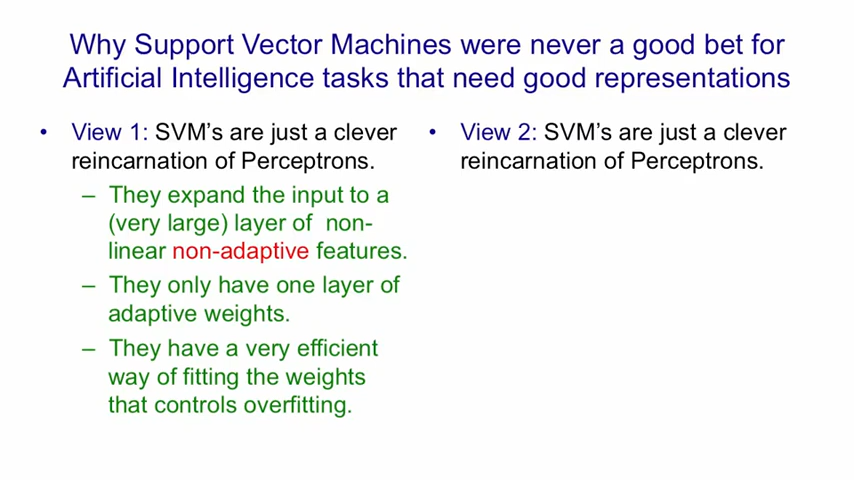 Why Support Vector Machines were never a good bet for
Artificial Intelligence tasks that need good representations
• View 1: SVM's are just a clever
reincarnation of Perceptrons.
– They expand the input to a
(very large) layer of non-
linear non-adaptive features.
– They only have one layer of
adaptive weights.
– They have a very efficient
way of fitting the weights
that controls overfitting.
• View 2: SVM's are just a clever
reincarnation of Perceptrons.